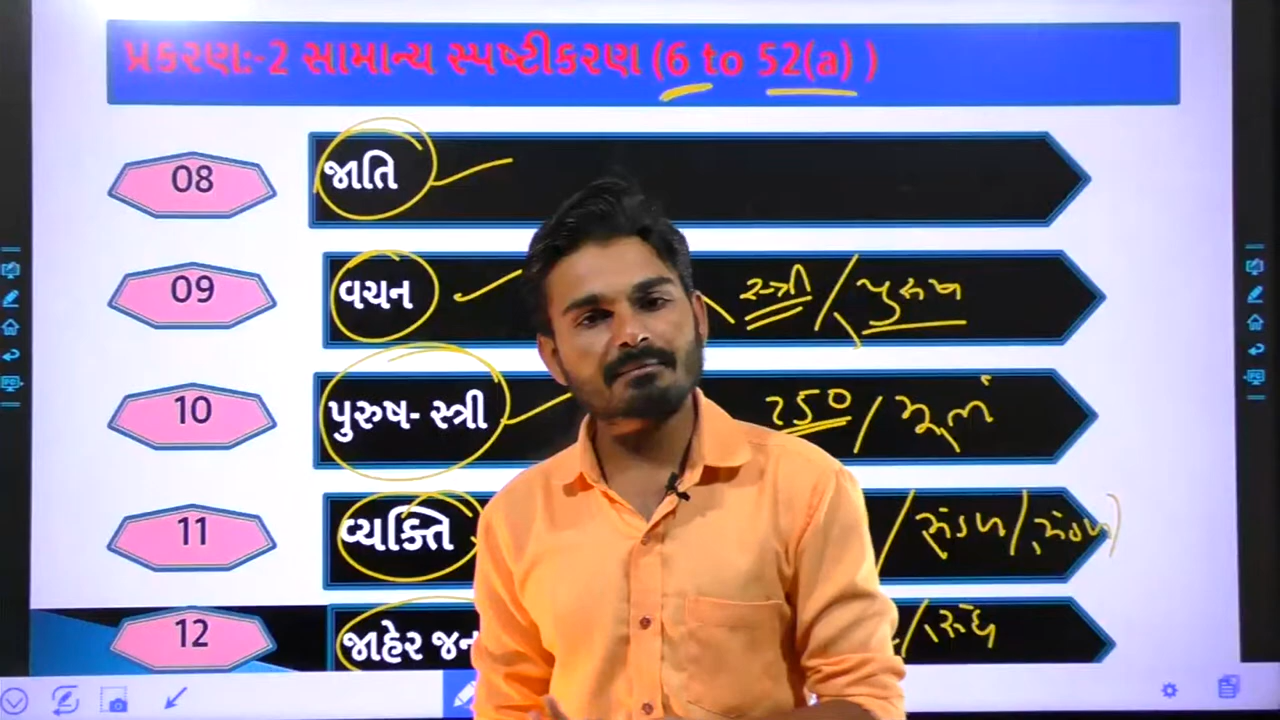 પ્રકરણઃ-2 સામાન્ય સ્પષ્ટીકરણ (6 to 52(a) )
08 જાતિ
09 વચન સ્ત્રી / પુરુષ
10 પુરુષ- સ્ત્રી
11 વ્યક્તિ
12 જાહેર જન